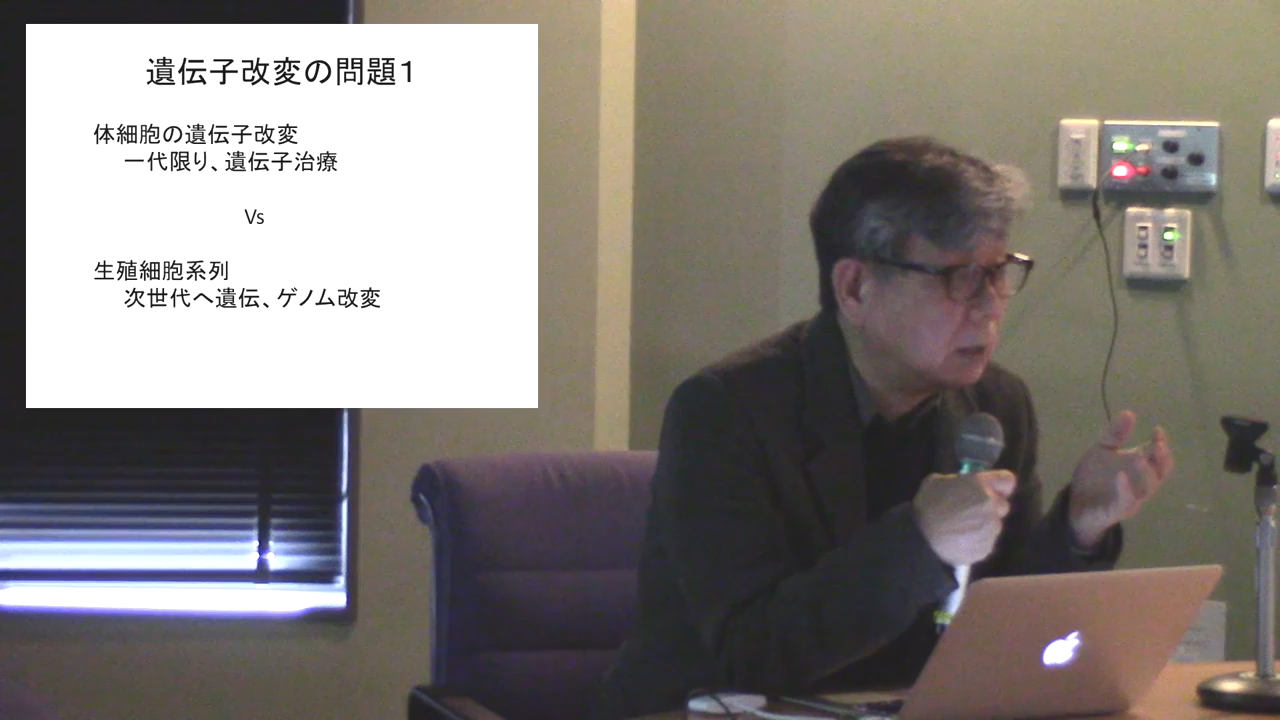 遺伝子改変の問題１
体細胞の遺伝子改変
一代限り、遺伝子治療
Vs
生殖細胞系列
次世代へ遺伝、ゲノム改変